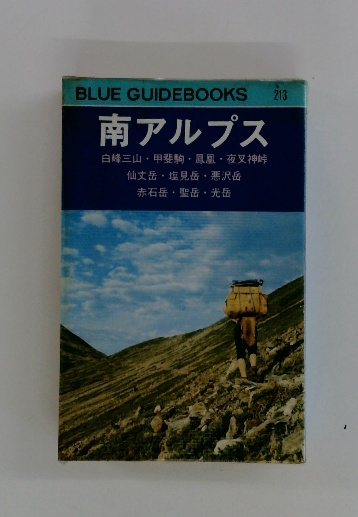 BLUE GUIDEBOOKS 213
南アルプス
白峰三山・甲斐駒・鳳凰・夜叉神峠
仙丈岳・塩見岳・悪沢岳
赤石岳・聖岳・光岳